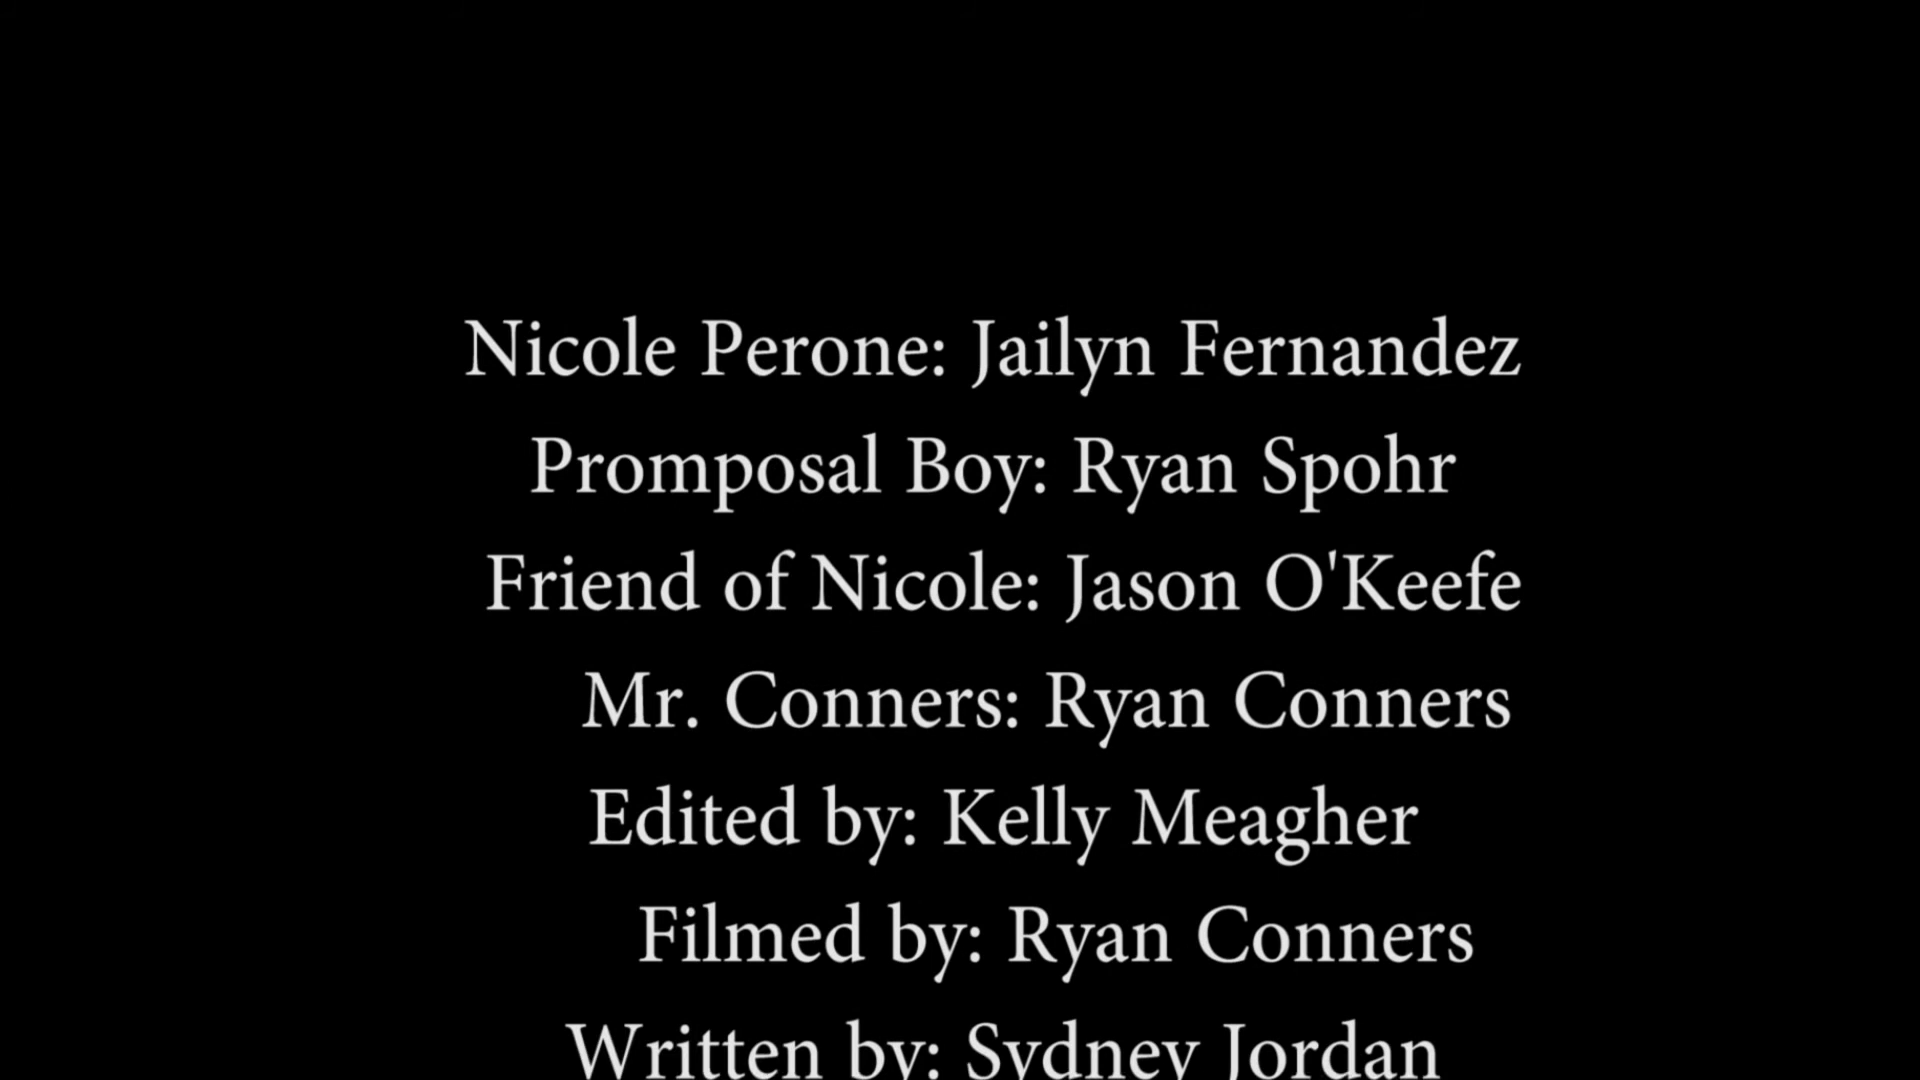 Nicole Perone: Jailyn Fernandez
Promposal Boy: Ryan Spohr
Friend of Nicole: Jason O'Keefe
Mr. Conners: Ryan Conners
Edited by: Kelly Meagher
Filmed by: Ryan Conners
Written by: Sydney Jordan